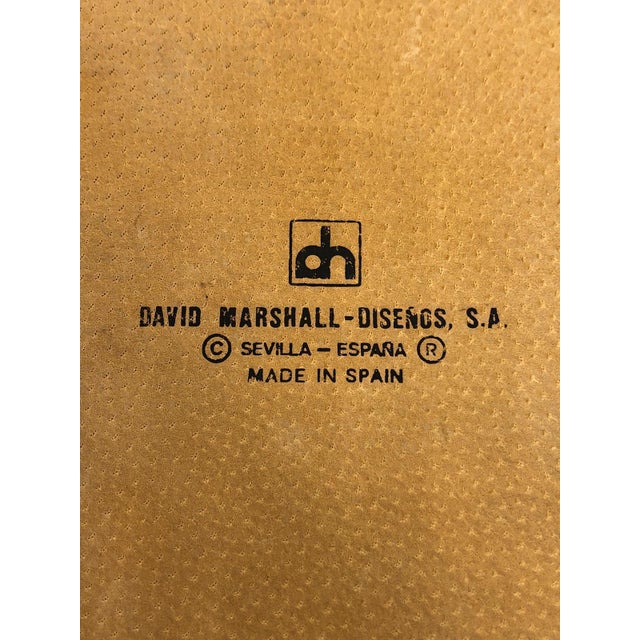 dh
DAVID MARSHALL-DISEÑOS, S.A.
© SEVILLA - ESPAÑA ®
MADE IN SPAIN